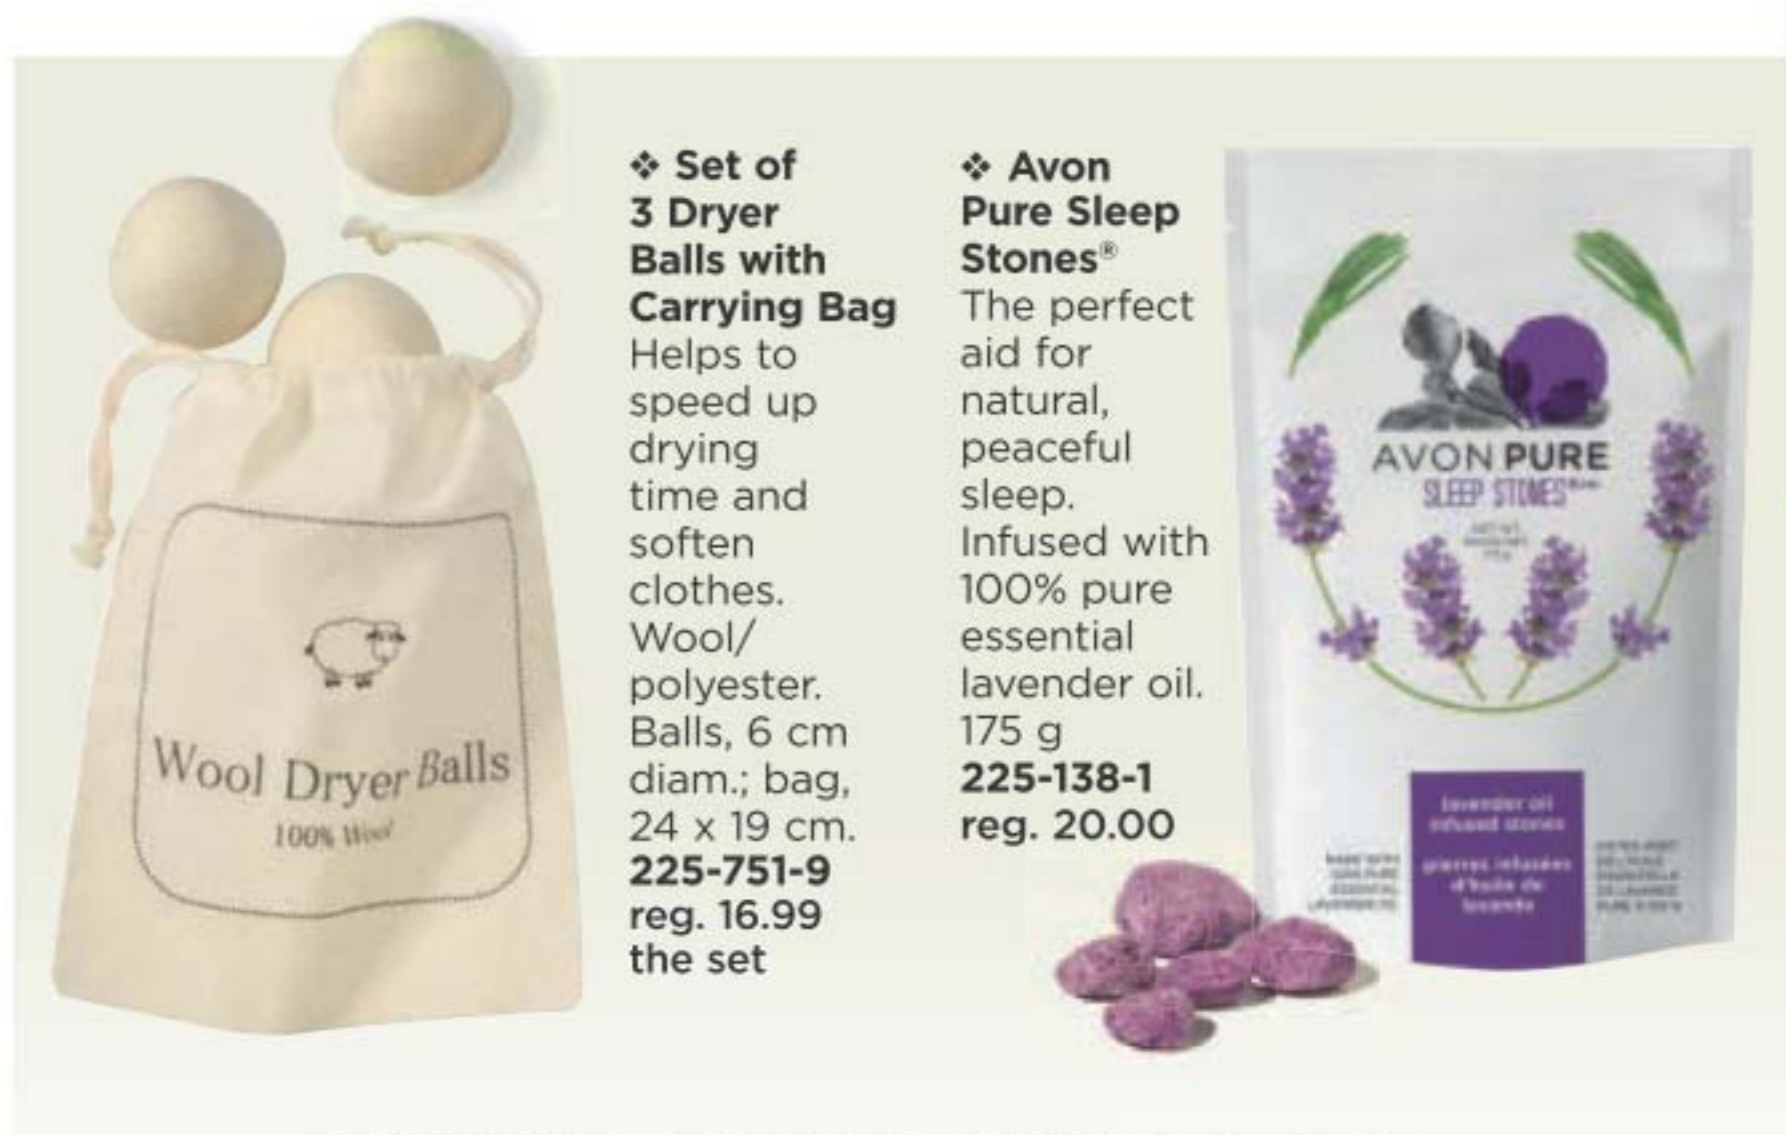 ❖ Set of
3 Dryer
Balls with
Carrying Bag
Helps to
speed up
drying
time and
soften
clothes.
Wool/
polyester.
Balls, 6 cm
diam.; bag,
24 x 19 cm.
225-751-9
reg. 16.99
the set
❖ Avon
Pure Sleep
Stones®
The perfect
aid for
natural,
peaceful
sleep.
Infused with
100% pure
essential
lavender oil.
175 g
225-138-1
reg. 20.00
Wool Dryer Balls
100% Wool
AVON PURE
SLEEP STONES
lavender oil
infused stones
pierres infusées
d'huile de
lavande